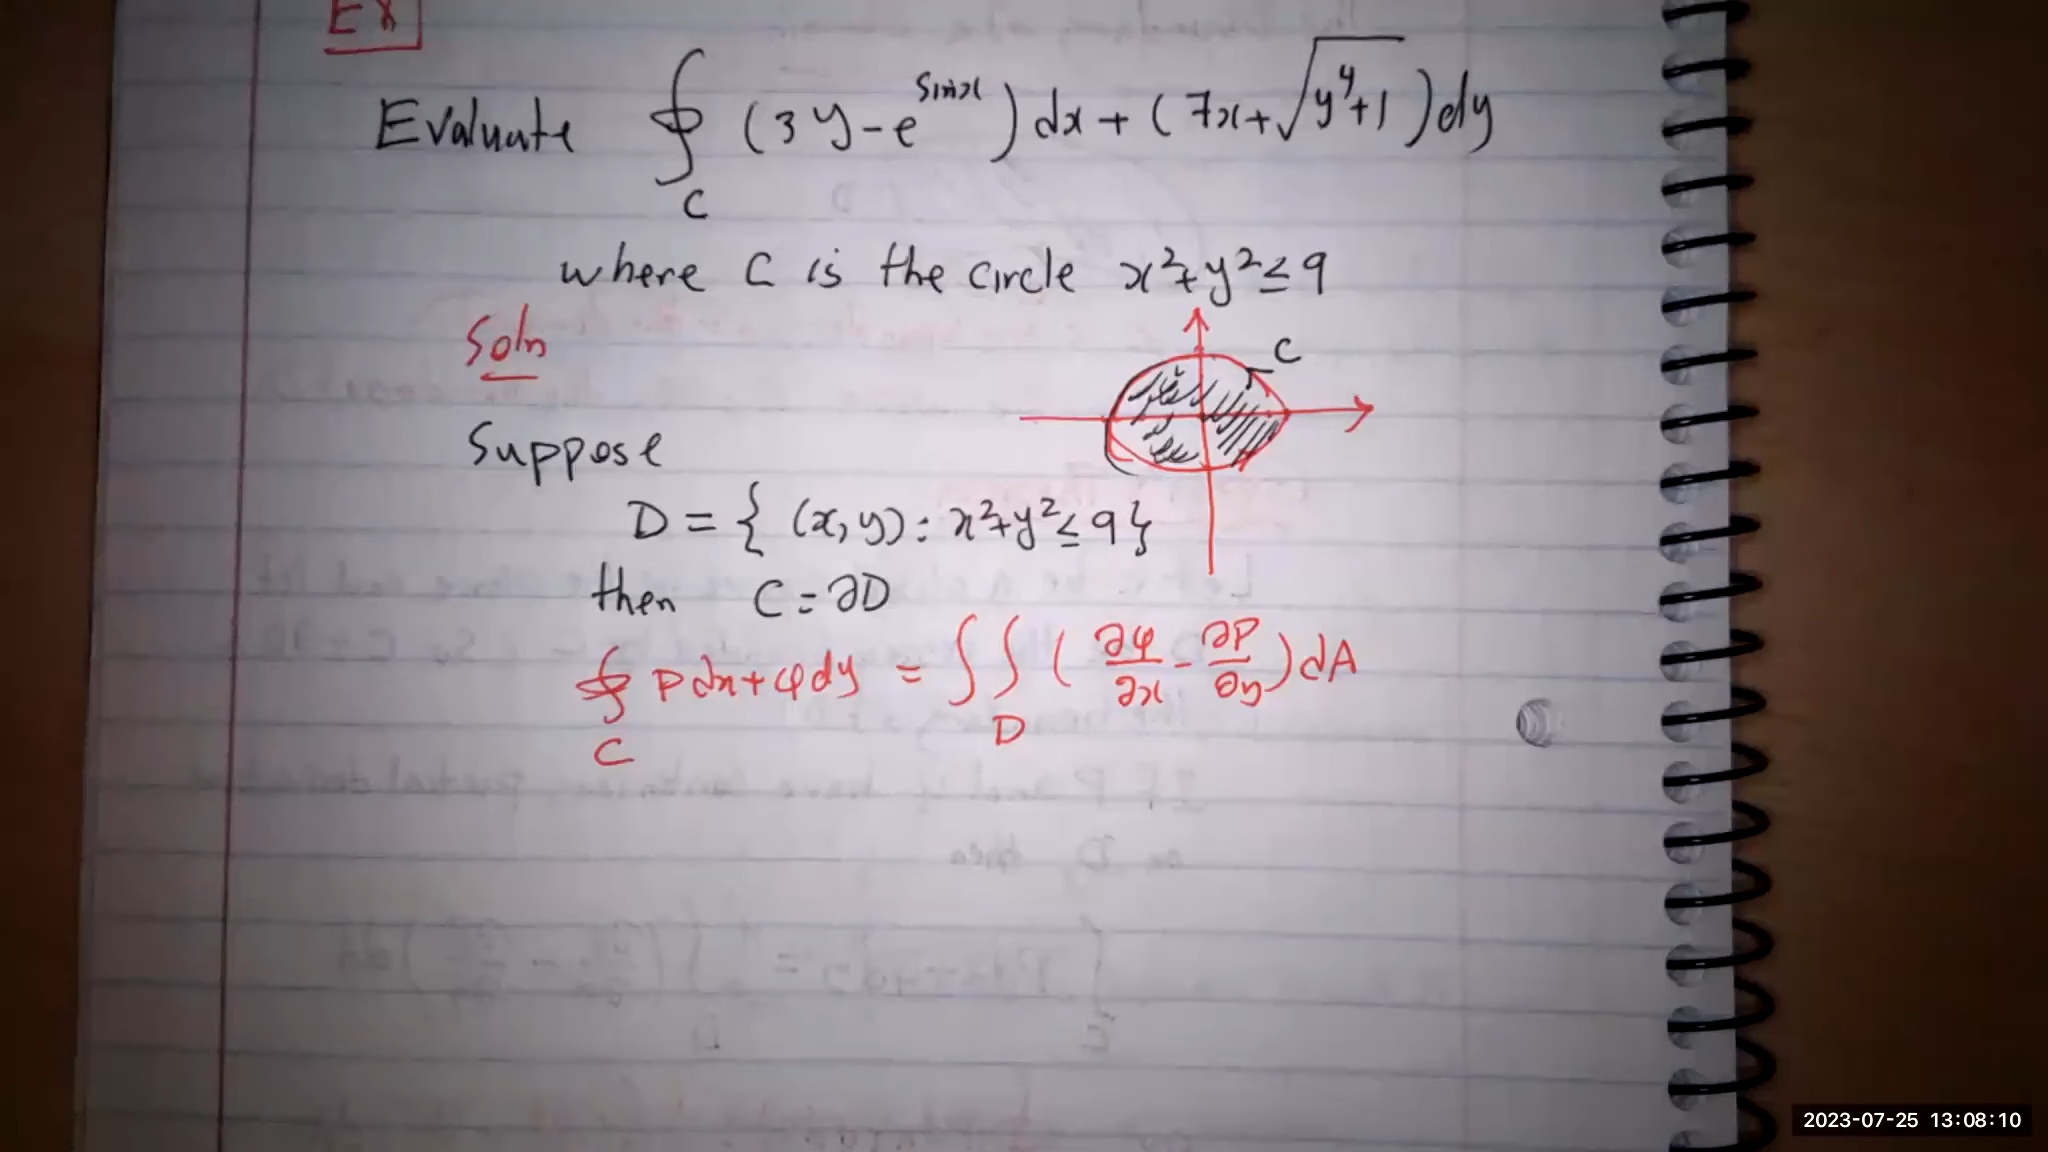 Ex
Evaluate ∮_C (3y - e^{sin x}) dx + (7x + √(y^4 + 1)) dy
where C is the circle x² + y² ≤ 9
Soln
C
Suppose
D = { (x, y) : x² + y² ≤ 9 }
then C = ∂D
∮_C P dx + φ dy = ∫∫_D (∂φ/∂x - ∂P/∂y) dA
2023-07-25 13:08:10